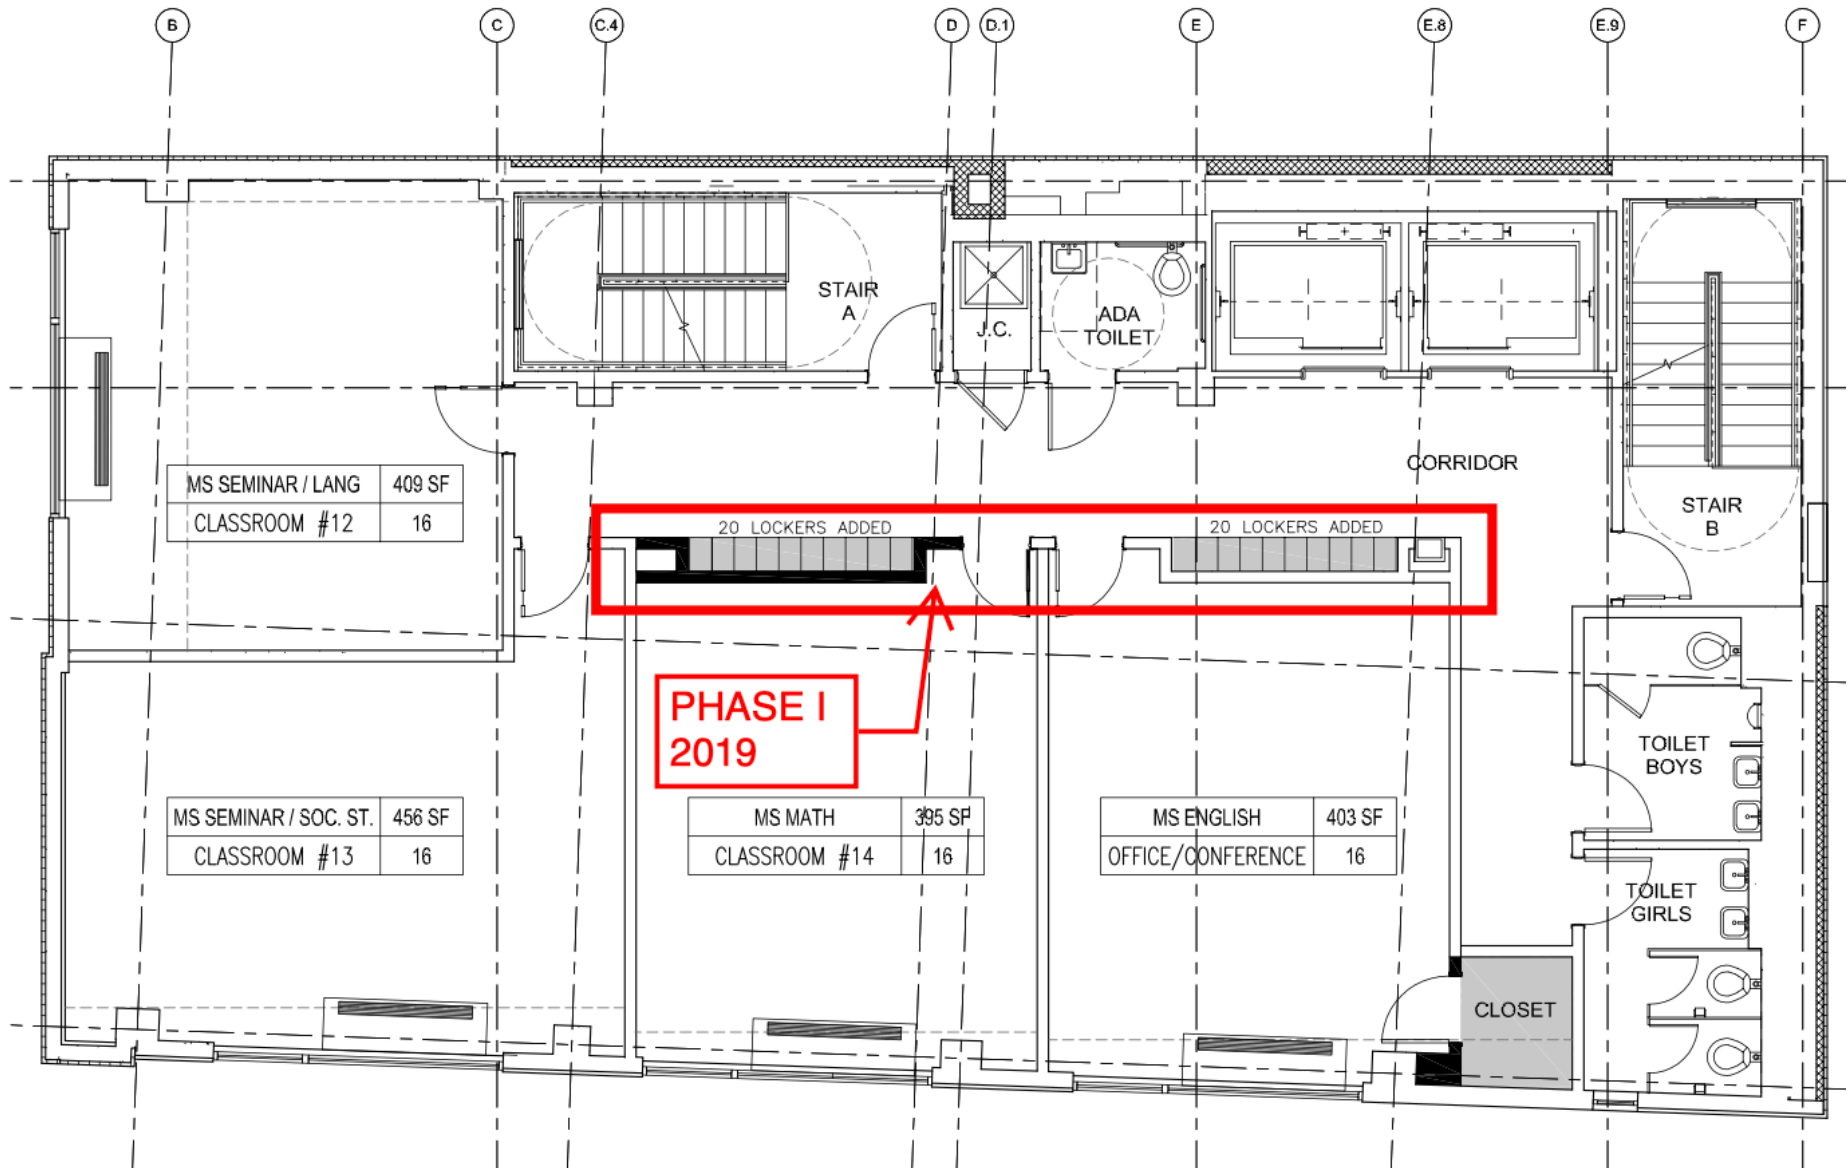 B C C.4 D D.1 E E.8 E.9 F
STAIR
A
J.C.
ADA
TOILET
CORRIDOR
STAIR
B
MS SEMINAR / LANG 409 SF
CLASSROOM #12 16
20 LOCKERS ADDED
20 LOCKERS ADDED
PHASE I
2019
TOILET
BOYS
MS SEMINAR / SOC. ST. 456 SF
CLASSROOM #13 16
MS MATH 395 SF
CLASSROOM #14 16
MS ENGLISH 403 SF
OFFICE/CONFERENCE 16
TOILET
GIRLS
CLOSET